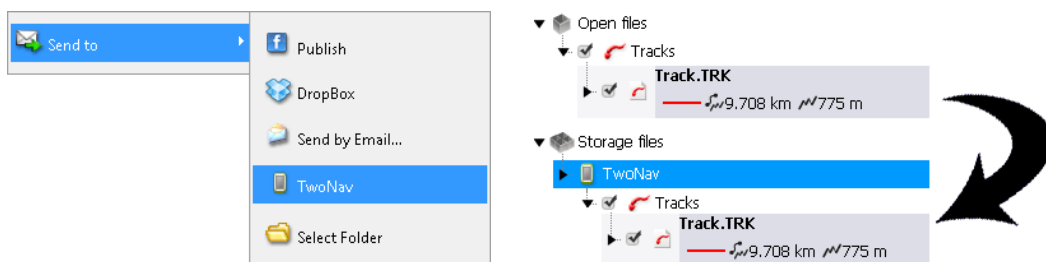 Send to
Publish
DropBox
Send by Email...
TwoNav
Select Folder
Open files
Tracks
Track.TRK
9.708 km 775 m
Storage files
TwoNav
Tracks
Track.TRK
9.708 km 775 m